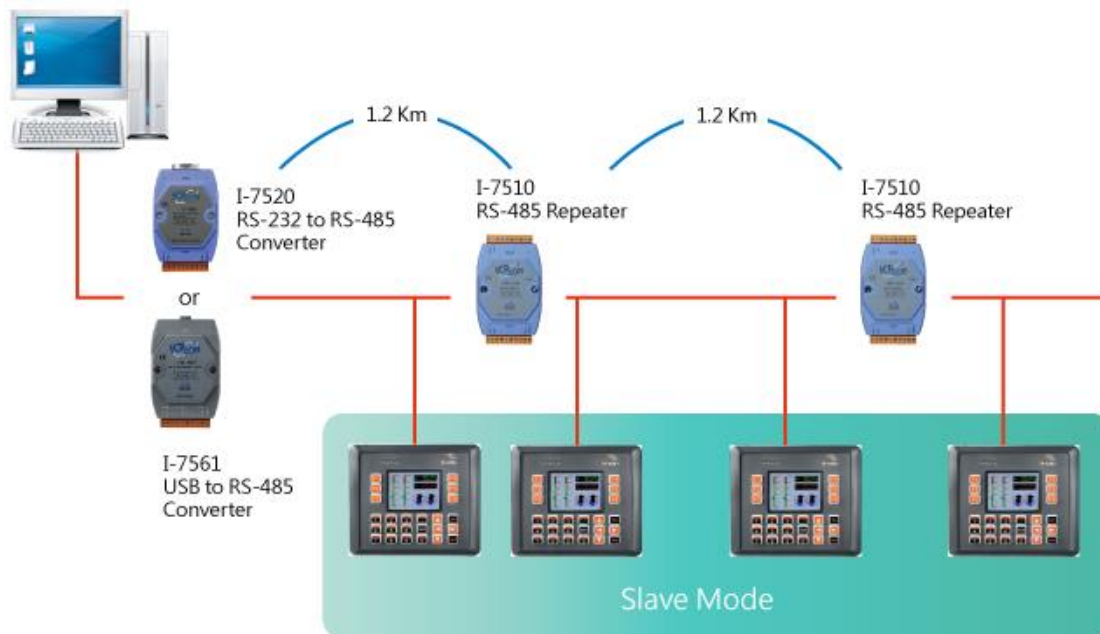 1.2 Km
1.2 Km
I-7520
RS-232 to RS-485
Converter
I-7510
RS-485 Repeater
I-7510
RS-485 Repeater
or
I-7561
USB to RS-485
Converter
Slave Mode